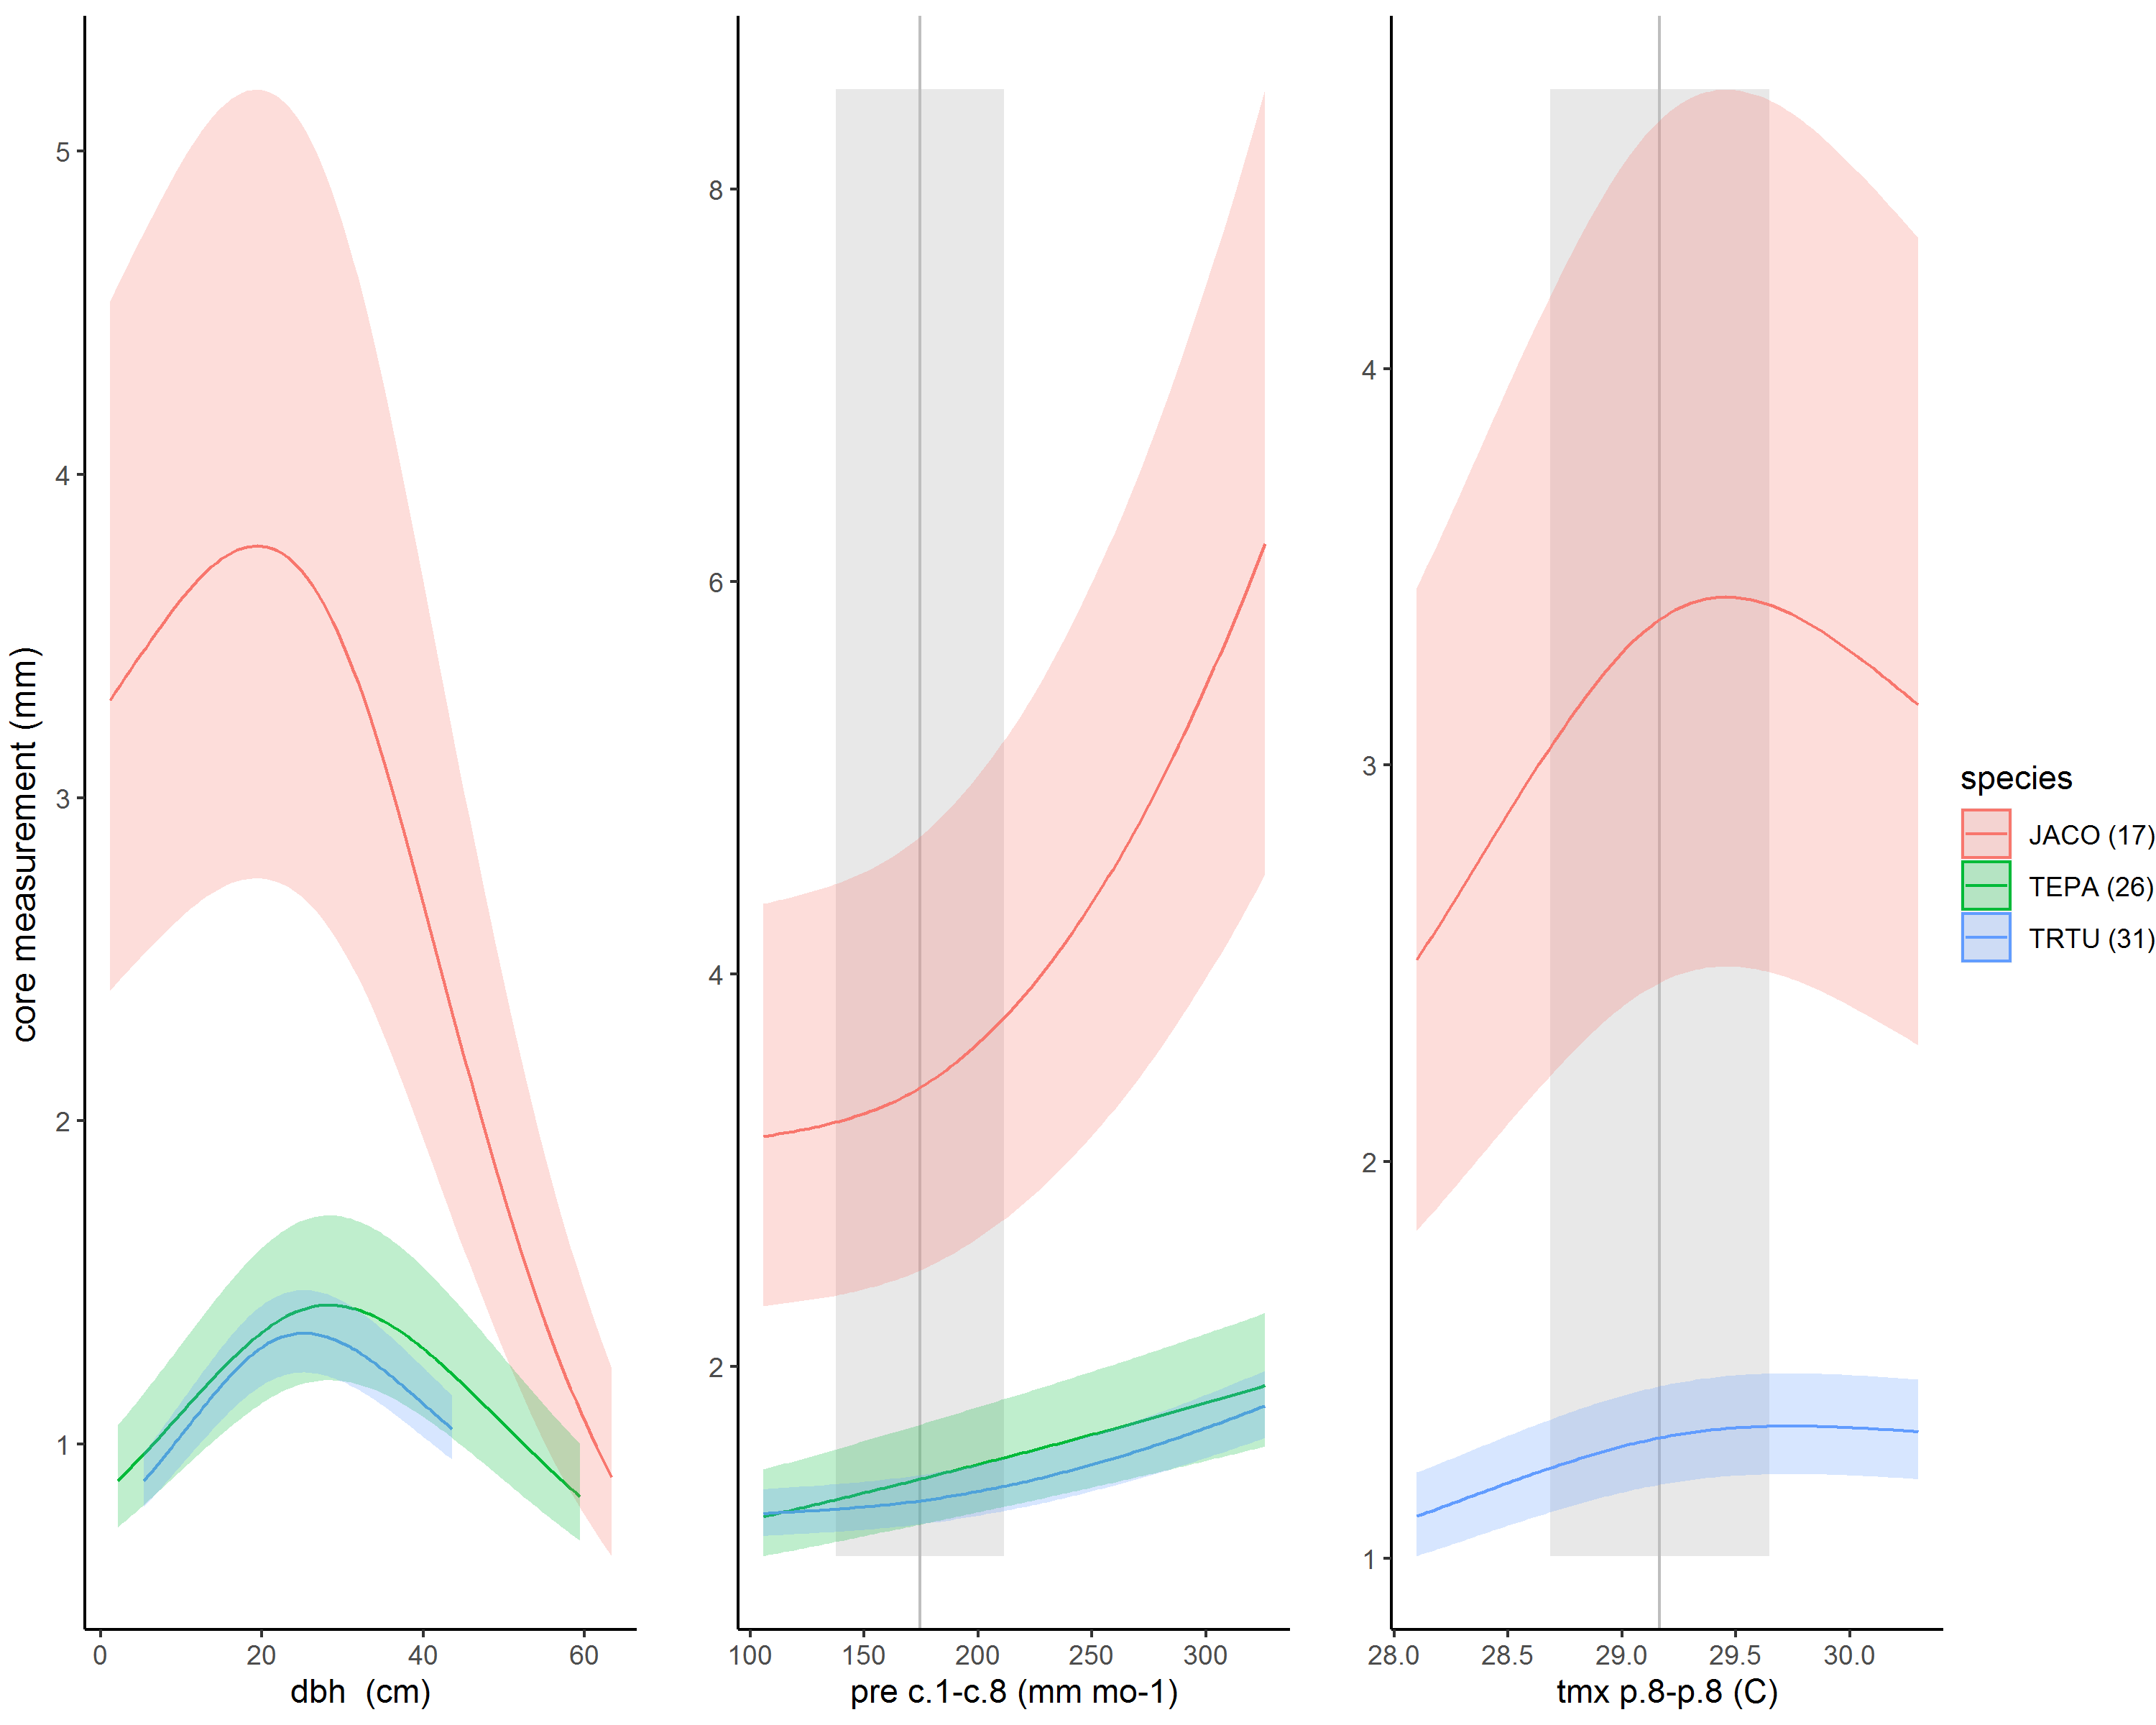 core measurement (mm)
5
4
3
2
1
0 20 40 60
dbh (cm)
8
6
4
2
100 150 200 250 300
pre c.1-c.8 (mm mo-1)
4
3
2
1
28.0 28.5 29.0 29.5 30.0
tmx p.8-p.8 (C)
species
JACO (17)
TEPA (26)
TRTU (31)